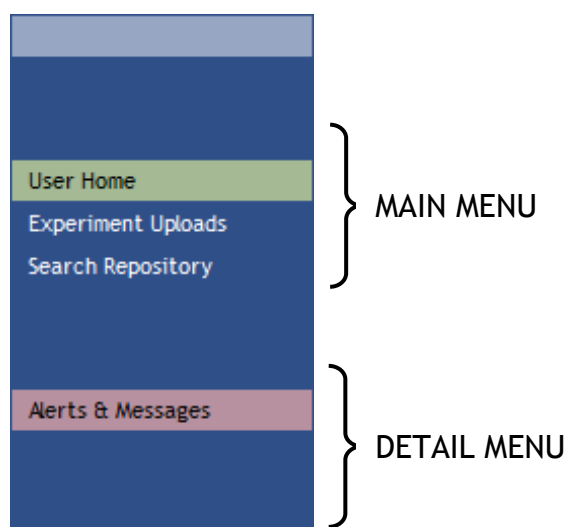 User Home
Experiment Uploads
Search Repository
MAIN MENU
Alerts & Messages
DETAIL MENU